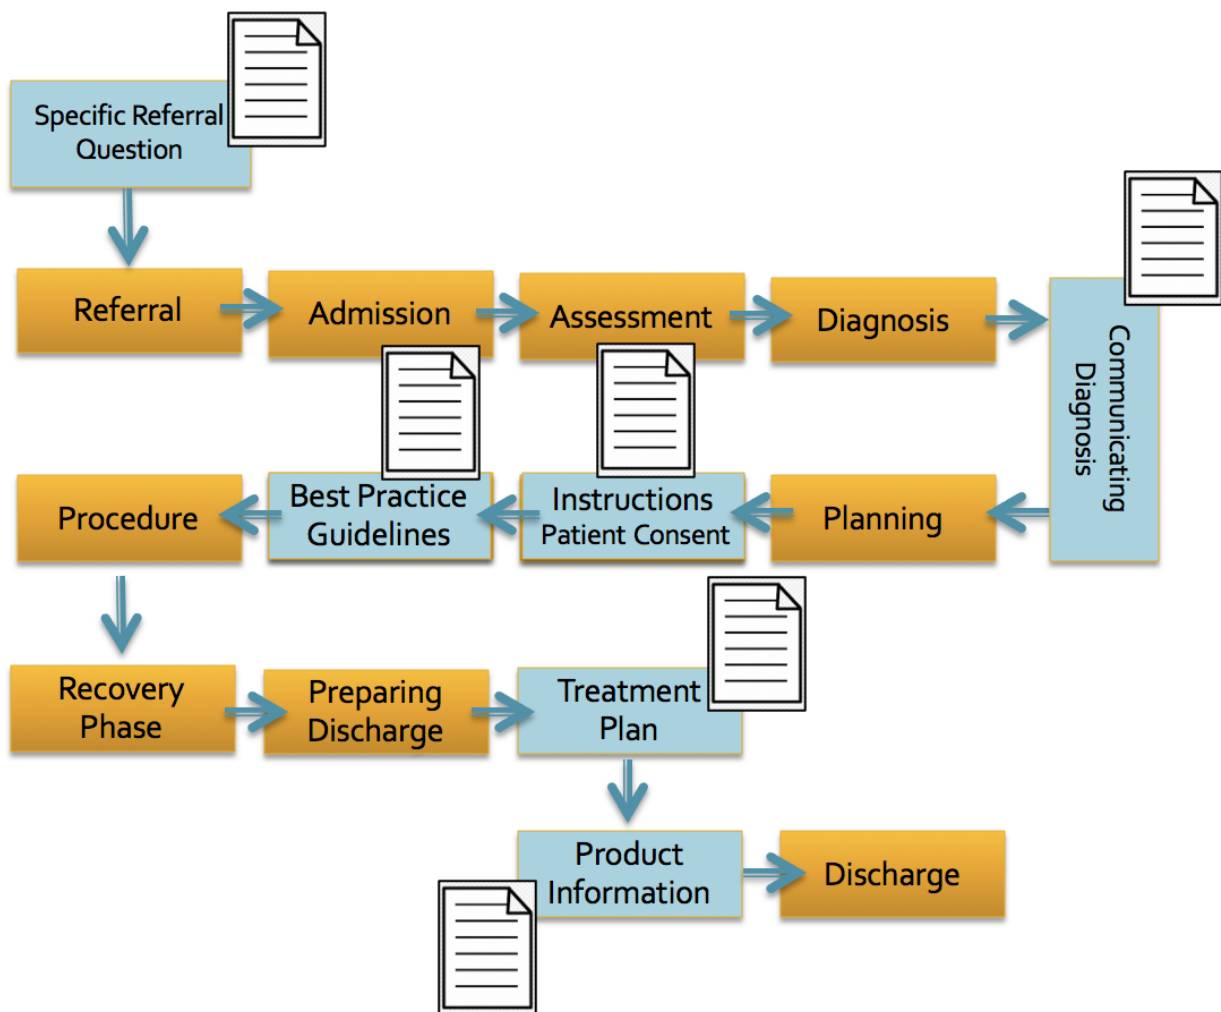 Specific Referral
Question
Referral
Admission
Assessment
Diagnosis
Communicating
Diagnosis
Procedure
Best Practice
Guidelines
Instructions
Patient Consent
Planning
Recovery
Phase
Preparing
Discharge
Treatment
Plan
Product
Information
Discharge